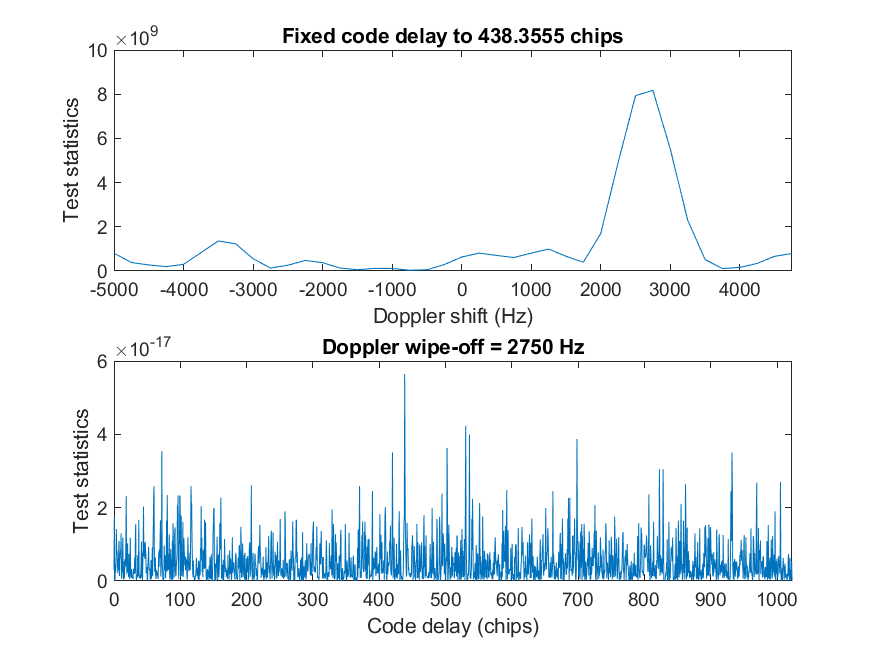 ×10^9
Fixed code delay to 438.3555 chips
10
8
6
4
2
0
Test statistics
-5000 -4000 -3000 -2000 -1000 0 1000 2000 3000 4000
Doppler shift (Hz)
×10^-17
Doppler wipe-off = 2750 Hz
6
4
2
0
Test statistics
0 100 200 300 400 500 600 700 800 900 1000
Code delay (chips)